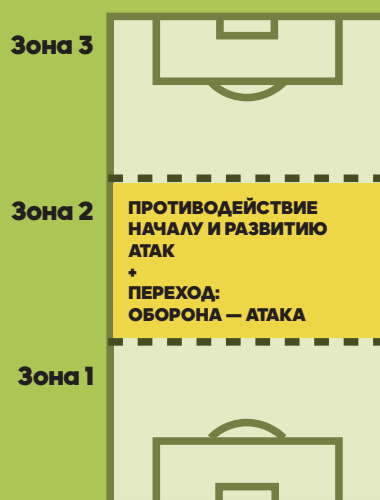 Зона 3
Зона 2
ПРОТИВОДЕЙСТВИЕ
НАЧАЛУ И РАЗВИТИЮ
АТАК
+
ПЕРЕХОД:
ОБОРОНА — АТАКА
Зона 1